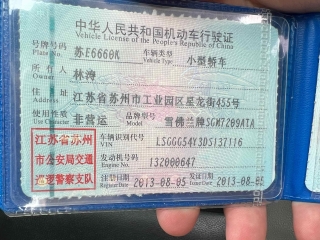 中华人民共和国机动车行驶证
Vehicle License of the People's Republic of China
号牌号码 苏E6660K 车辆类型 小型轿车
Plate No. Vehicle Type
所有人 林涛
Owner
住址 江苏省苏州市工业园区星龙街455号
Address
使用性质 非营运 品牌型号 雪佛兰牌SGM7209ATA
Use Character Model
江苏省苏州
市公安局交通
巡逻警察支队
车辆识别代号 LSGGG54Y3DS137116
VIN
发动机号码 132000647
Engine No.
注册日期 2013-08-05 发证日期 2013-08-05
Register Date Issue Date